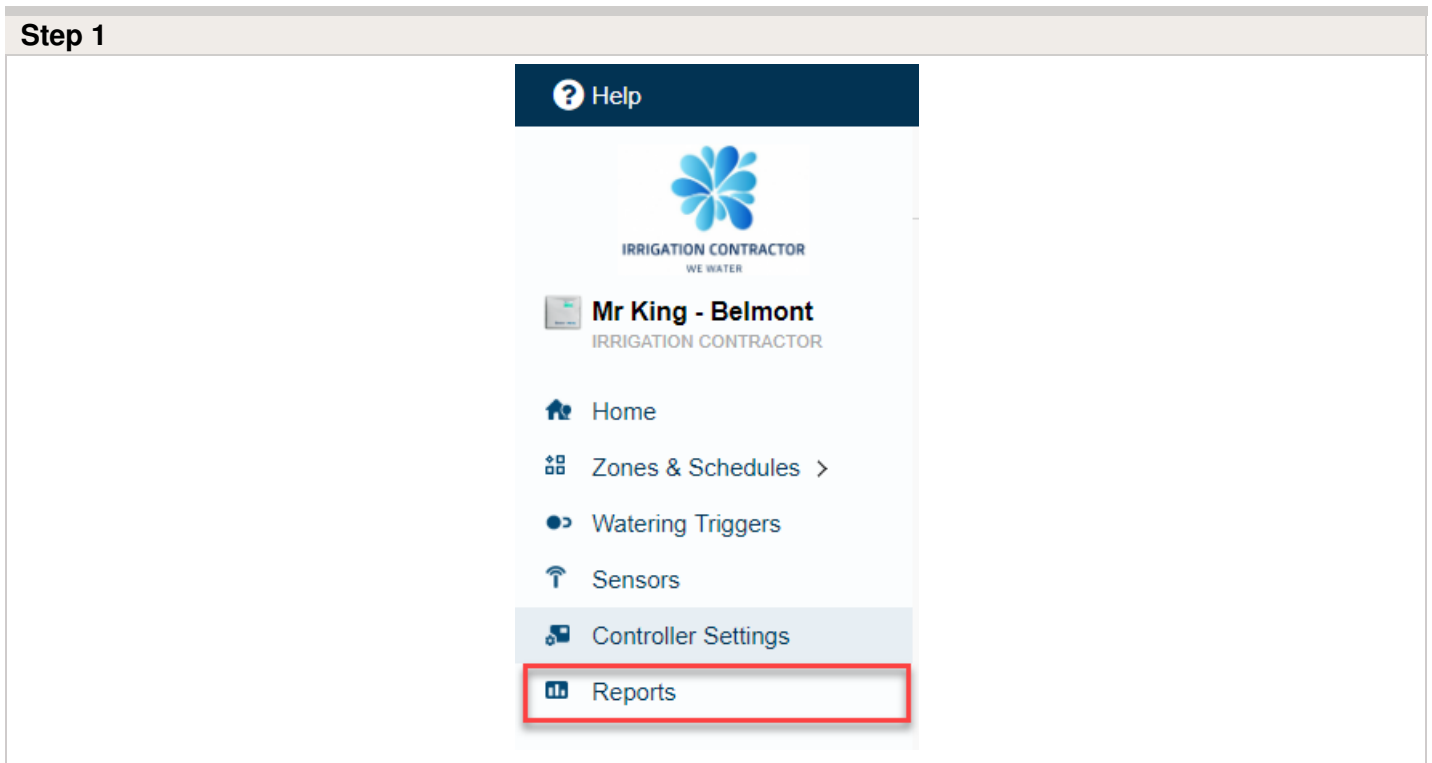 Step 1
? Help
IRRIGATION CONTRACTOR
WE WATER
Mr King - Belmont
IRRIGATION CONTRACTOR
Home
Zones & Schedules >
Watering Triggers
Sensors
Controller Settings
Reports